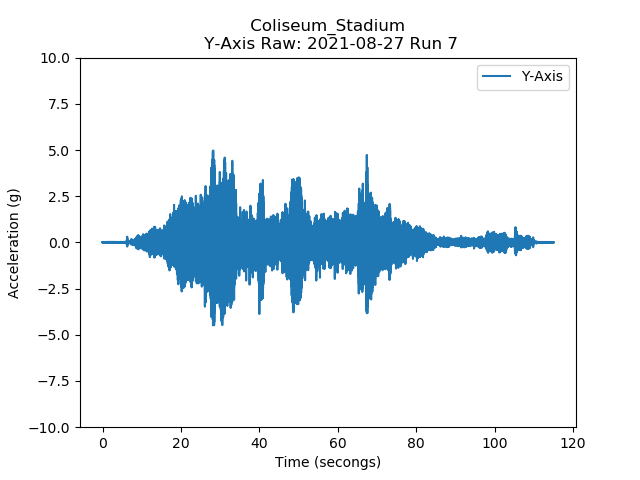 Coliseum_Stadium
Y-Axis Raw: 2021-08-27 Run 7
Y-Axis
Acceleration (g)
10.0
7.5
5.0
2.5
0.0
−2.5
−5.0
−7.5
−10.0
0 20 40 60 80 100 120
Time (secongs)